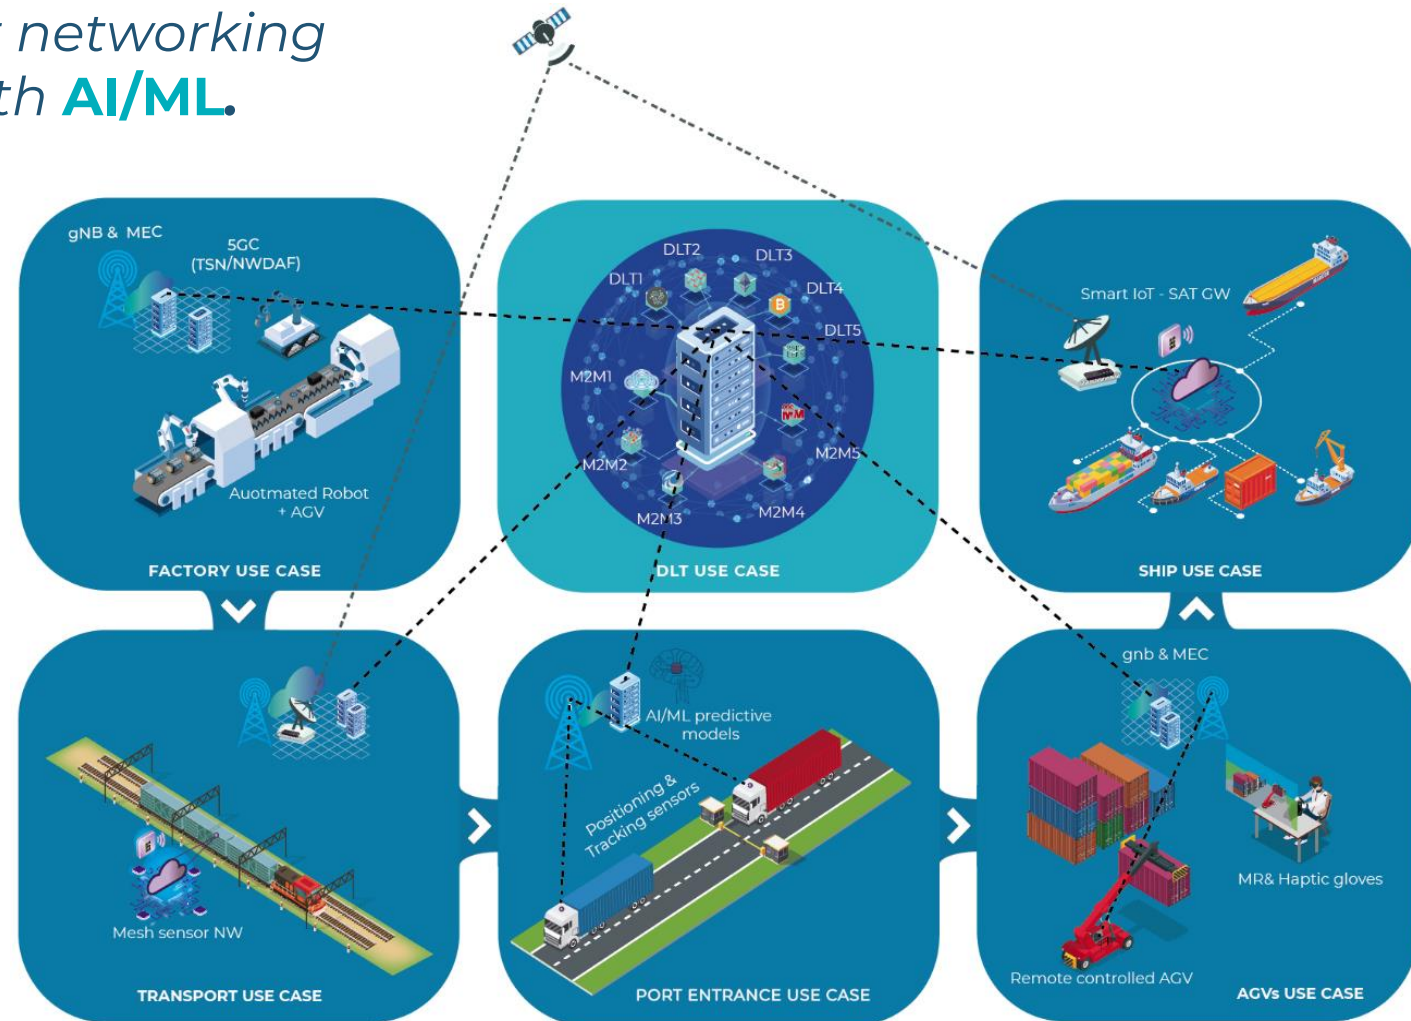 networking
th AI/ML.
gNB & MEC
5GC
(TSN/NWDAF)
Auotmated Robot
+ AGV
FACTORY USE CASE
DLT1
DLT2
DLT3
DLT4
DLT5
M2M1
M2M2
M2M3
M2M4
M2M5
DLT USE CASE
Smart IoT - SAT GW
SHIP USE CASE
Mesh sensor NW
TRANSPORT USE CASE
AI/ML predictive
models
Positioning &
Tracking sensors
PORT ENTRANCE USE CASE
gnb & MEC
MR& Haptic gloves
Remote controlled AGV
AGVs USE CASE